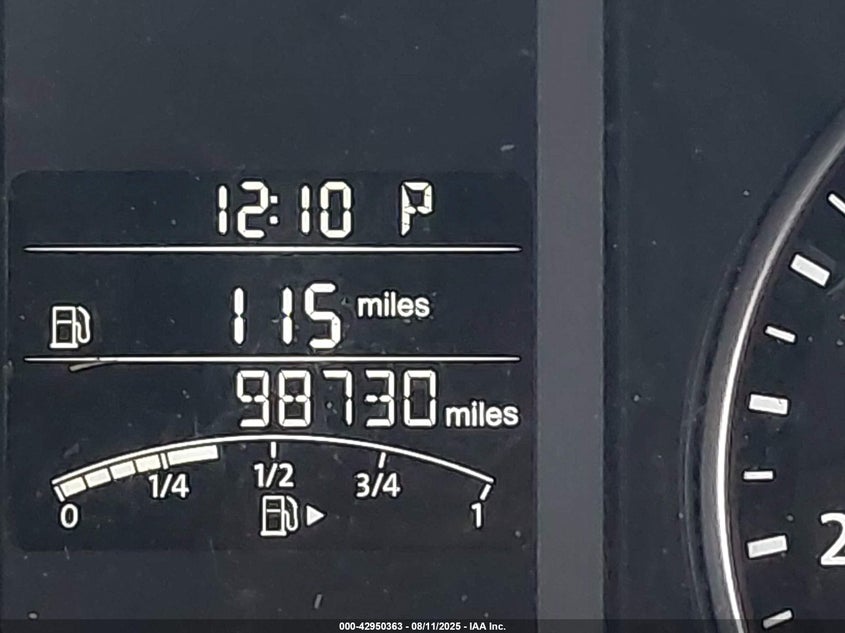 12:10 P
115 miles
98730 miles
1/4 1/2 3/4
0 1
2
000-42950363 - 08/11/2025 - IAA Inc.